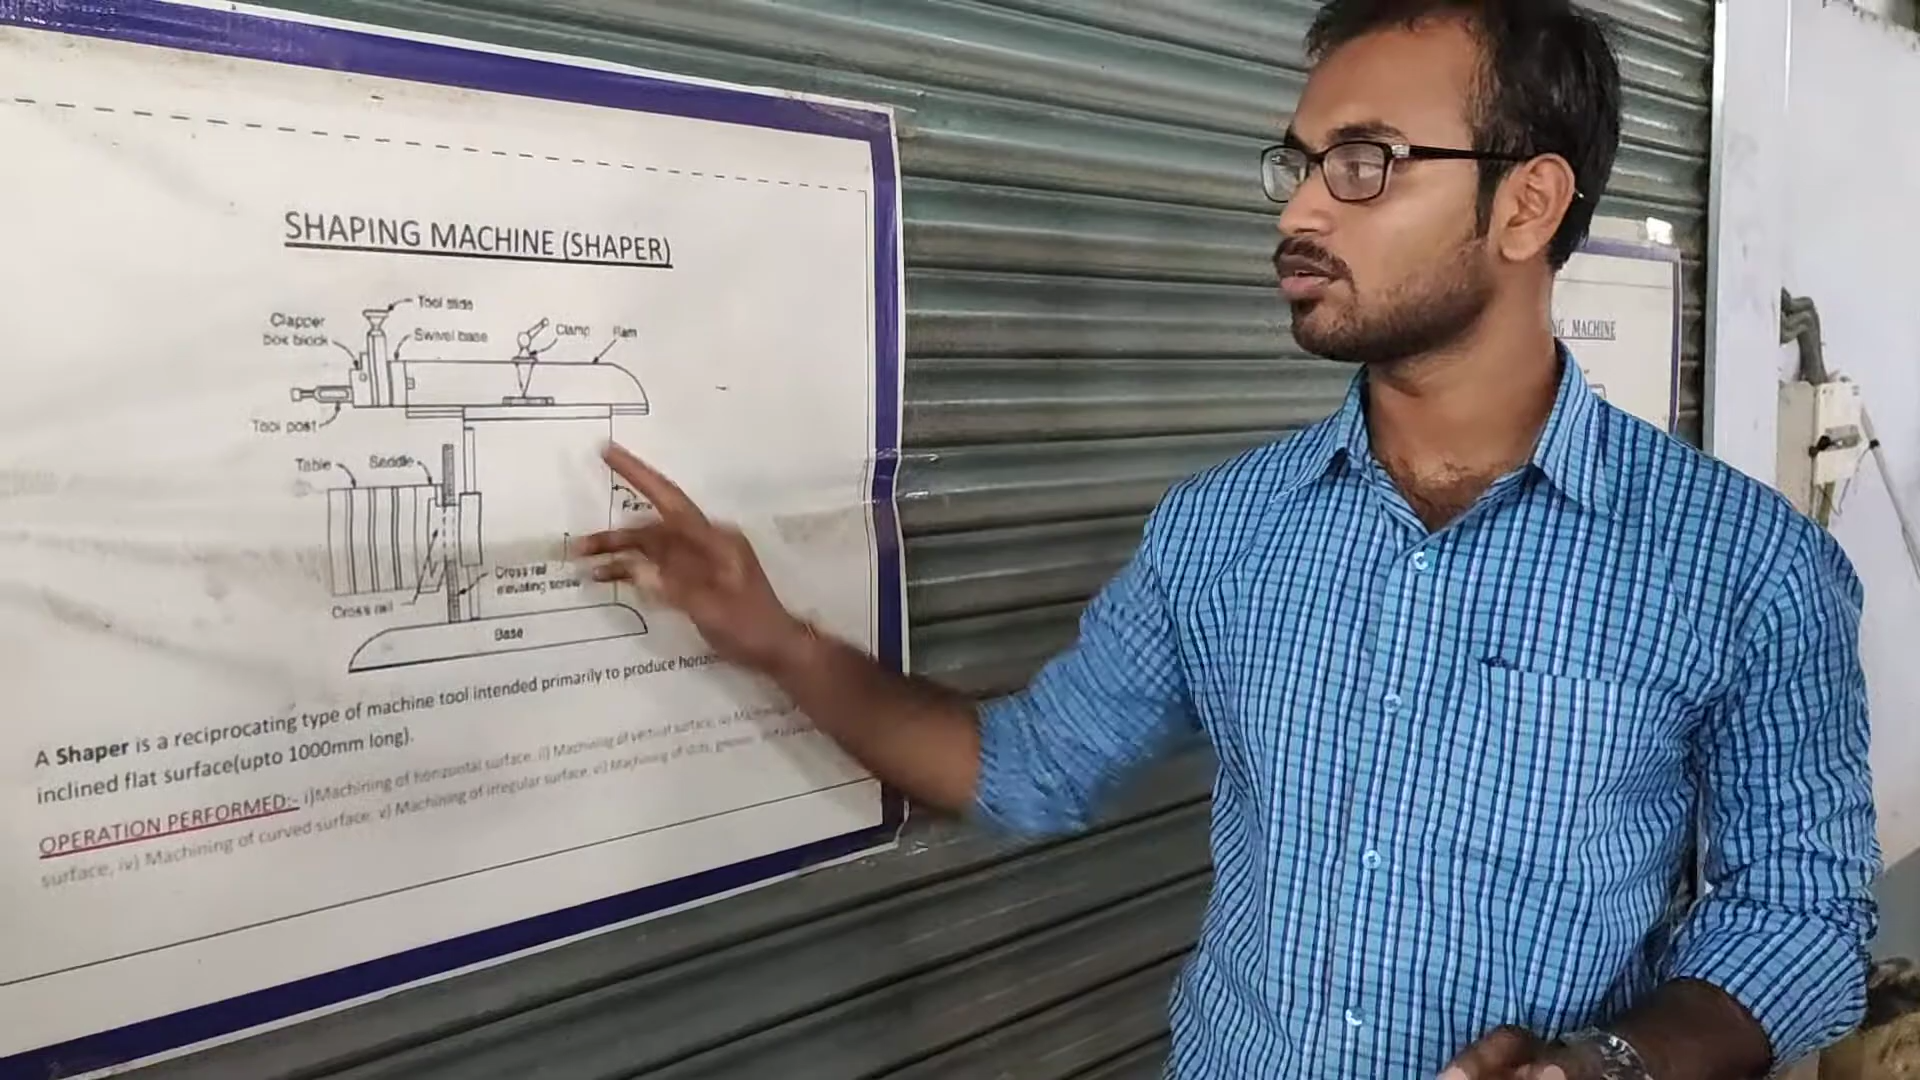 SHAPING MACHINE (SHAPER)
Tool slide
Clapper
box block
Swivel base
Clamp
Ram
Tool post
Table
Saddle
Cross rail
elevating screw
Cross rail
Base
A Shaper is a reciprocating type of machine tool intended primarily to produce
inclined flat surface(upto 1000mm long).
OPERATION PERFORMED:- i)Machining of horizontal surface, ii) Machining of vertical surface,
surface, iv) Machining of curved surface, v) Machining of irregular surface, vi) Machining of slots, grooves
MACHINE